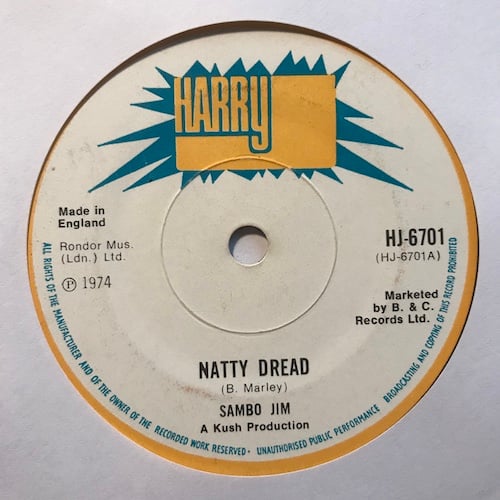 HARRY
Made in
England
Rondor Mus.
(Ldn.) Ltd.
Ⓟ 1974
HJ-6701
(HJ-6701A)
Marketed
by B. & C.
Records Ltd.
NATTY DREAD
(B. Marley)
SAMBO JIM
A Kush Production
ALL RIGHTS OF THE MANUFACTURER AND OF THE OWNER OF THE RECORDED WORK RESERVED · UNAUTHORISED PUBLIC PERFORMANCE BROADCASTING AND COPYING OF THIS RECORD PROHIBITED